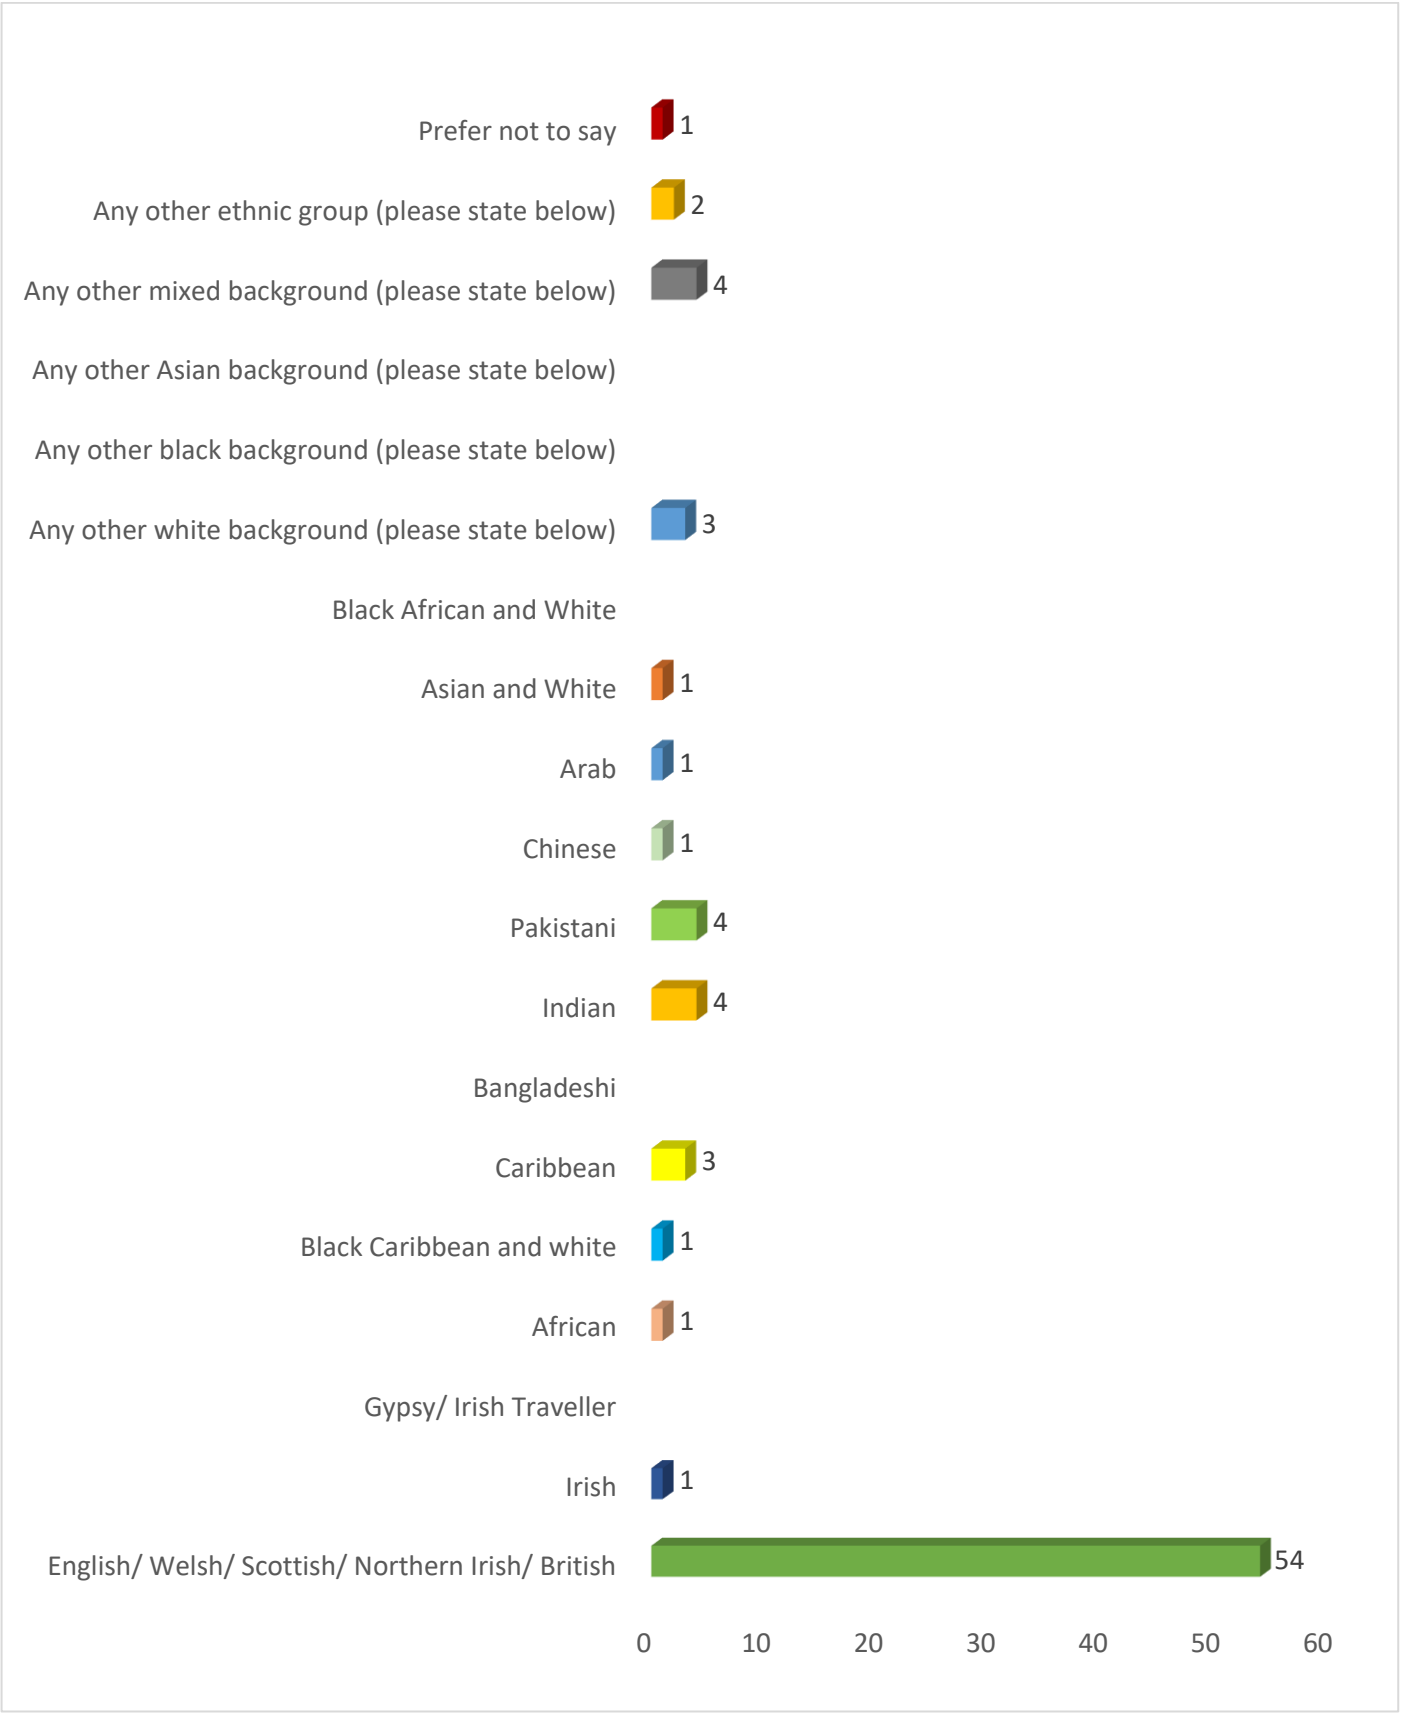 Prefer not to say 1
Any other ethnic group (please state below) 2
Any other mixed background (please state below) 4
Any other Asian background (please state below)
Any other black background (please state below)
Any other white background (please state below) 3
Black African and White
Asian and White 1
Arab 1
Chinese 1
Pakistani 4
Indian 4
Bangladeshi
Caribbean 3
Black Caribbean and white 1
African 1
Gypsy/ Irish Traveller
Irish 1
English/ Welsh/ Scottish/ Northern Irish/ British 54
0 10 20 30 40 50 60